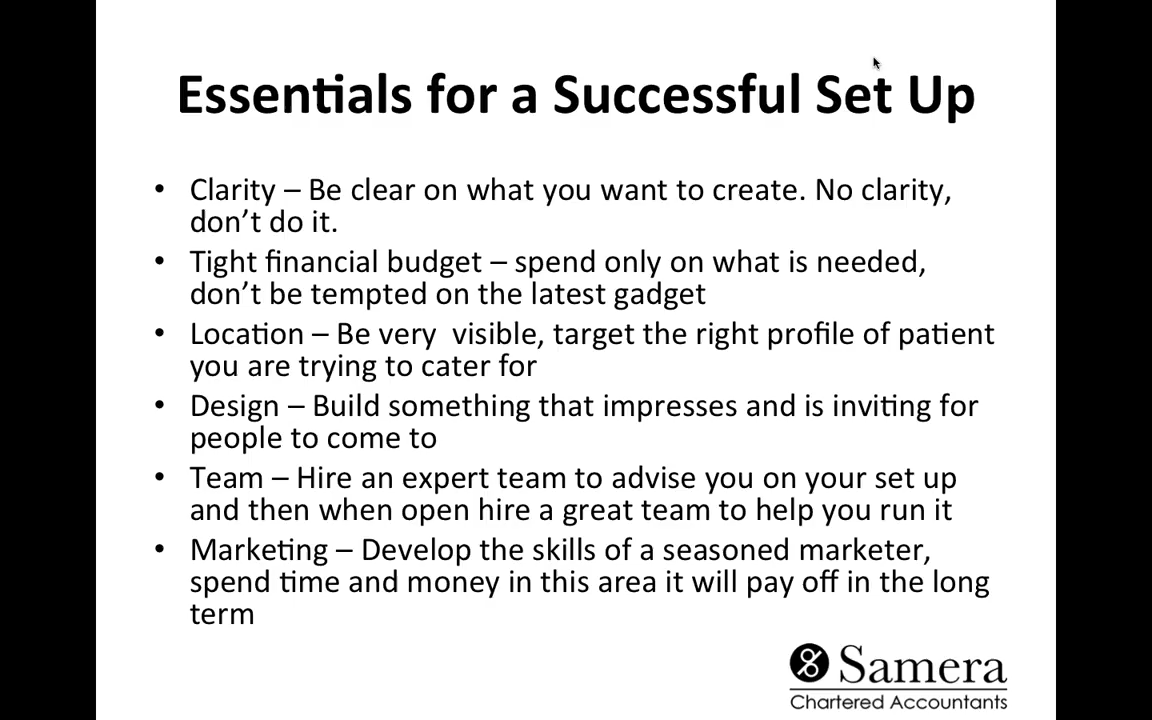 Essentials for a Successful Set Up
• Clarity – Be clear on what you want to create. No clarity,
don’t do it.
• Tight financial budget – spend only on what is needed,
don’t be tempted on the latest gadget
• Location – Be very  visible, target the right profile of patient
you are trying to cater for
• Design – Build something that impresses and is inviting for
people to come to
• Team – Hire an expert team to advise you on your set up
and then when open hire a great team to help you run it
• Marketing – Develop the skills of a seasoned marketer,
spend time and money in this area it will pay off in the long
term
Samera
Chartered Accountants